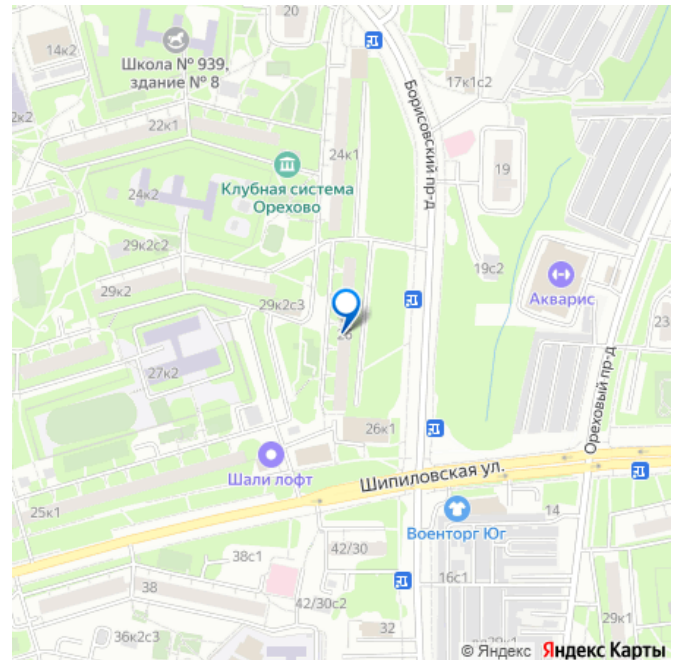 20
14к2
Школа № 939,
здание № 8
17к1с2
2к2
22к1
Борисовский пр-д
24к1
19
Клубная система
Орехово
24к2
29к2с2
19с2
29к2
29к2с3
Акварис
26
23
27к2
Ореховый пр-д
26к1
Шали лофт
Шипиловская ул.
25к1
Военторг Юг
14
42/30
38с1
16с1
38
42/30с2
29к1
32
36к2с3
© Яндекс Яндекс Карты